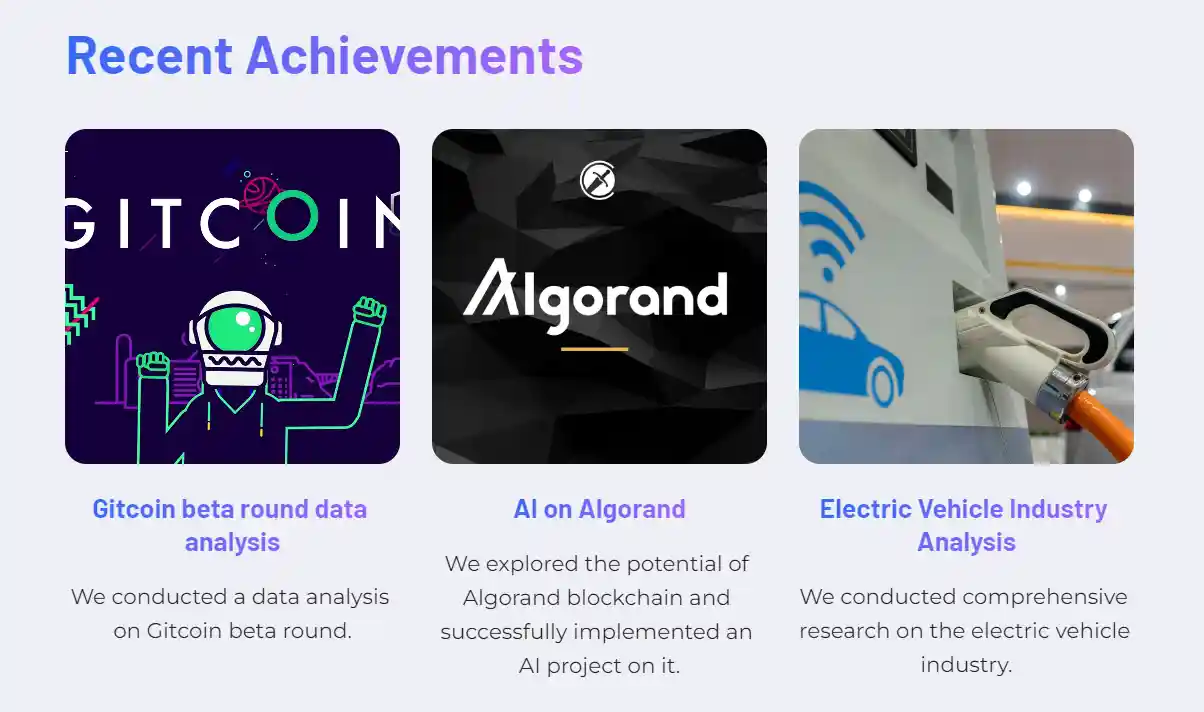 Recent Achievements
GITCOIN
Algorand
Gitcoin beta round data
analysis
We conducted a data analysis
on Gitcoin beta round.
AI on Algorand
We explored the potential of
Algorand blockchain and
successfully implemented an
AI project on it.
Electric Vehicle Industry
Analysis
We conducted comprehensive
research on the electric vehicle
industry.